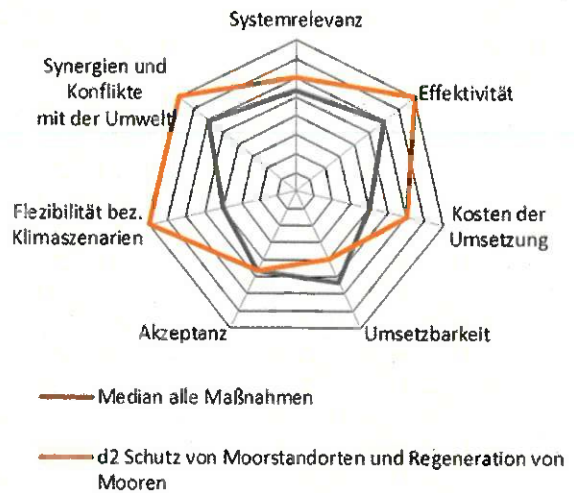 Systemrelevanz
Synergien und
Konflikte
mit der Umwelt
Effektivität
Flezibilität bez.
Klimaszenarien
Kosten der
Umsetzung
Akzeptanz
Umsetzbarkeit
Median alle Maßnahmen
d2 Schutz von Moorstandorten und Regeneration von
Mooren